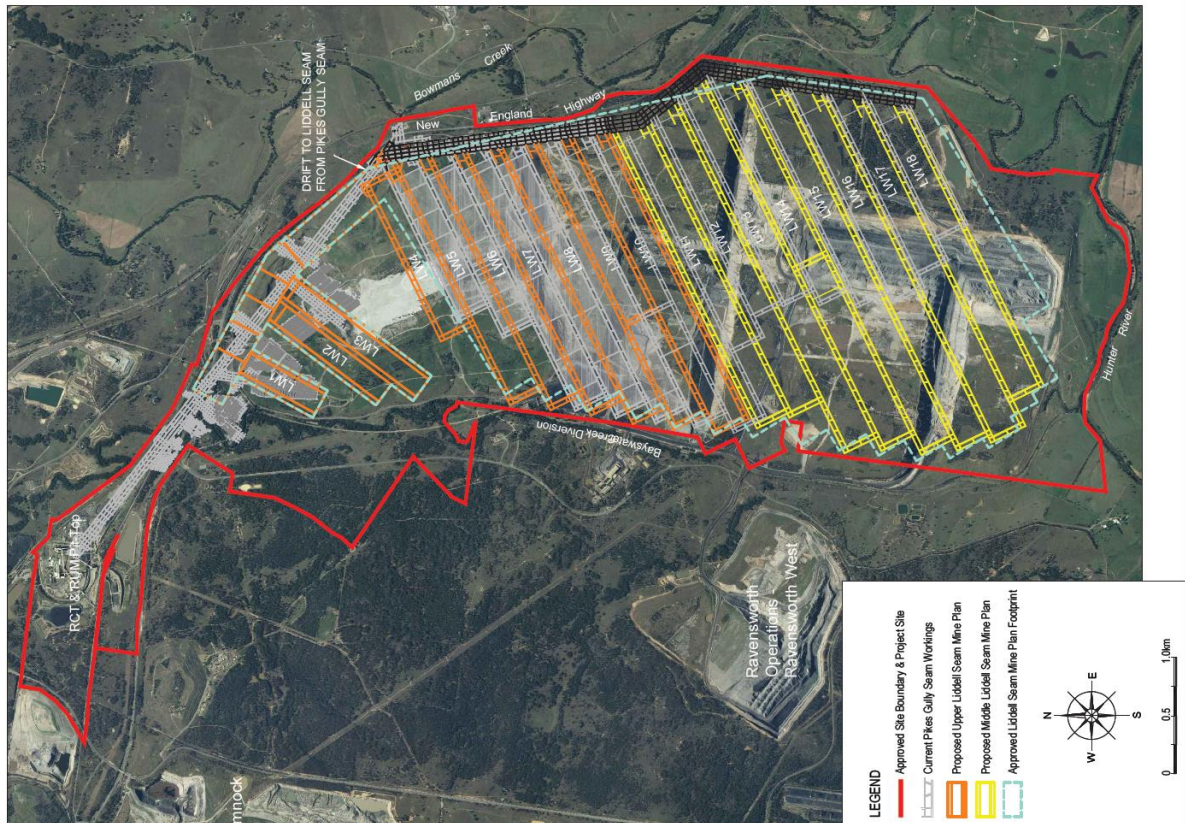 RCT & RUM Pit Top
DRIFT TO LIDDELL SEAM
FROM PIKES GULLY SEAM
Bowmans Creek
New England Highway
LW1
LW2
LW3
LW4
LW5
LW6
LW7
LW8
LW9
LW10
LW11
LW12
LW13
LW14
LW15
LW16
LW17
LW18
Bayswatacreek Diversion
Hunter River
mnock
Ravensworth
Operations
Ravensworth West
LEGEND
Approved Site Boundary & Project Site
Current Pikes Gully Seam Workings
Proposed Upper Liddell Seam Mine Plan
Proposed Middle Liddell Seam Mine Plan
Approved Liddell Seam Mine Plan Footprint
N
W
E
S
0 0.5 1.0km